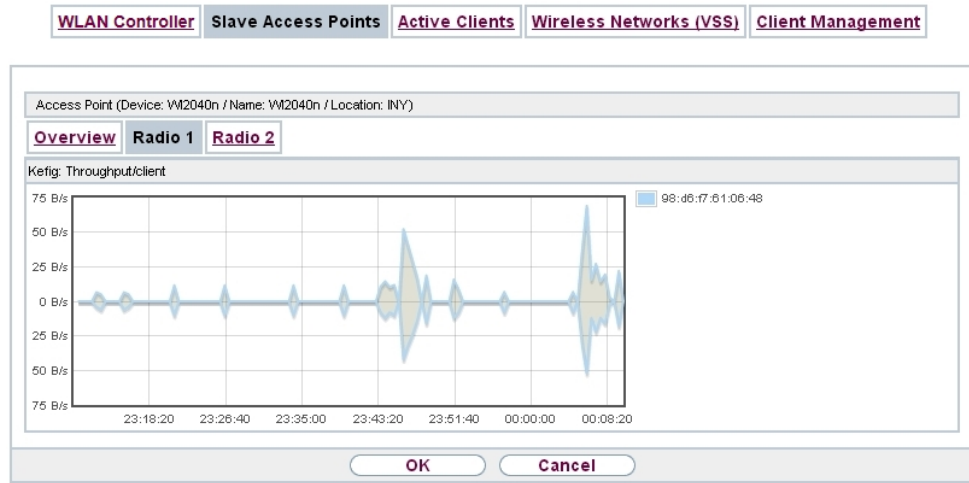 WLAN Controller Slave Access Points Active Clients Wireless Networks (VSS) Client Management
Access Point (Device: WI2040n / Name: WI2040n / Location: INY)
Overview Radio 1 Radio 2
Kefig: Throughput/client
75 B/s
98:d6:f7:61:06:48
50 B/s
25 B/s
0 B/s
25 B/s
50 B/s
75 B/s
23:18:20 23:26:40 23:35:00 23:43:20 23:51:40 00:00:00 00:08:20
OK Cancel